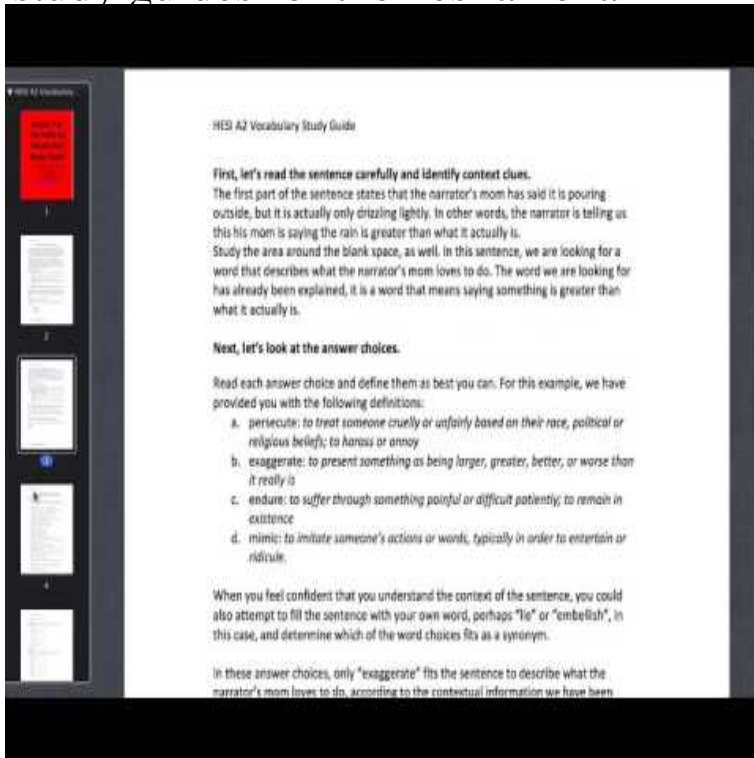 HESI A2 Vocabulary
1
2
3
4
HESI A2 Vocabulary Study Guide
First, let's read the sentence carefully and identify context clues.
The first part of the sentence states that the narrator's mom has said it is pouring
outside, but it is actually only drizzling lightly. In other words, the narrator is telling us
this his mom is saying the rain is greater than what it actually is.
Study the area around the blank space, as well. In this sentence, we are looking for a
word that describes what the narrator's mom loves to do. The word we are looking for
has already been explained, it is a word that means saying something is greater than
what it actually is.
Next, let's look at the answer choices.
Read each answer choice and define them as best you can. For this example, we have
provided you with the following definitions:
a. persecute: to treat someone cruelly or unfairly based on their race, political or
religious beliefs; to harass or annoy
b. exaggerate: to present something as being larger, greater, better, or worse than
it really is
c. endure: to suffer through something painful or difficult patiently; to remain in
existence
d. mimic: to imitate someone's actions or words, typically in order to entertain or
ridicule.
When you feel confident that you understand the context of the sentence, you could
also attempt to fill the sentence with your own word, perhaps "lie" or "embellish", in
this case, and determine which of the word choices fits as a synonym.
In these answer choices, only "exaggerate" fits the sentence to describe what the
narrator's mom loves to do, according to the contextual information we have been